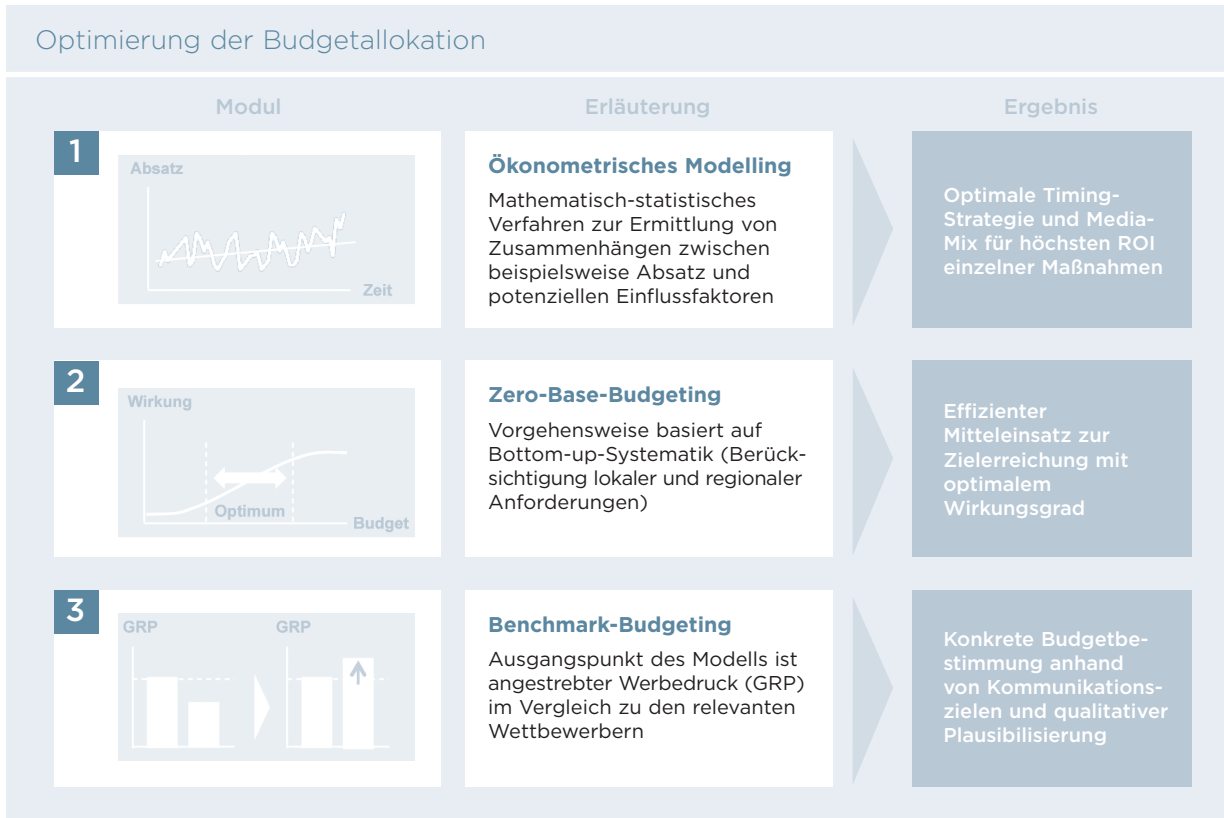 Optimierung der Budgetallokation
Modul
Erläuterung
Ergebnis
1
Absatz
Zeit
Ökonometrisches Modelling
Mathematisch-statistisches
Verfahren zur Ermittlung von
Zusammenhängen zwischen
beispielsweise Absatz und
potenziellen Einflussfaktoren
Optimale Timing-
Strategie und Media-
Mix für höchsten ROI
einzelner Maßnahmen
2
Wirkung
Optimum
Budget
Zero-Base-Budgeting
Vorgehensweise basiert auf
Bottom-up-Systematik (Berück-
sichtigung lokaler und regionaler
Anforderungen)
Effizienter
Mitteleinsatz zur
Zielerreichung mit
optimalem
Wirkungsgrad
3
GRP
GRP
Benchmark-Budgeting
Ausgangspunkt des Modells ist
angestrebter Werbedruck (GRP)
im Vergleich zu den relevanten
Wettbewerbern
Konkrete Budgetbe-
stimmung anhand
von Kommunikations-
zielen und qualitativer
Plausibilisierung